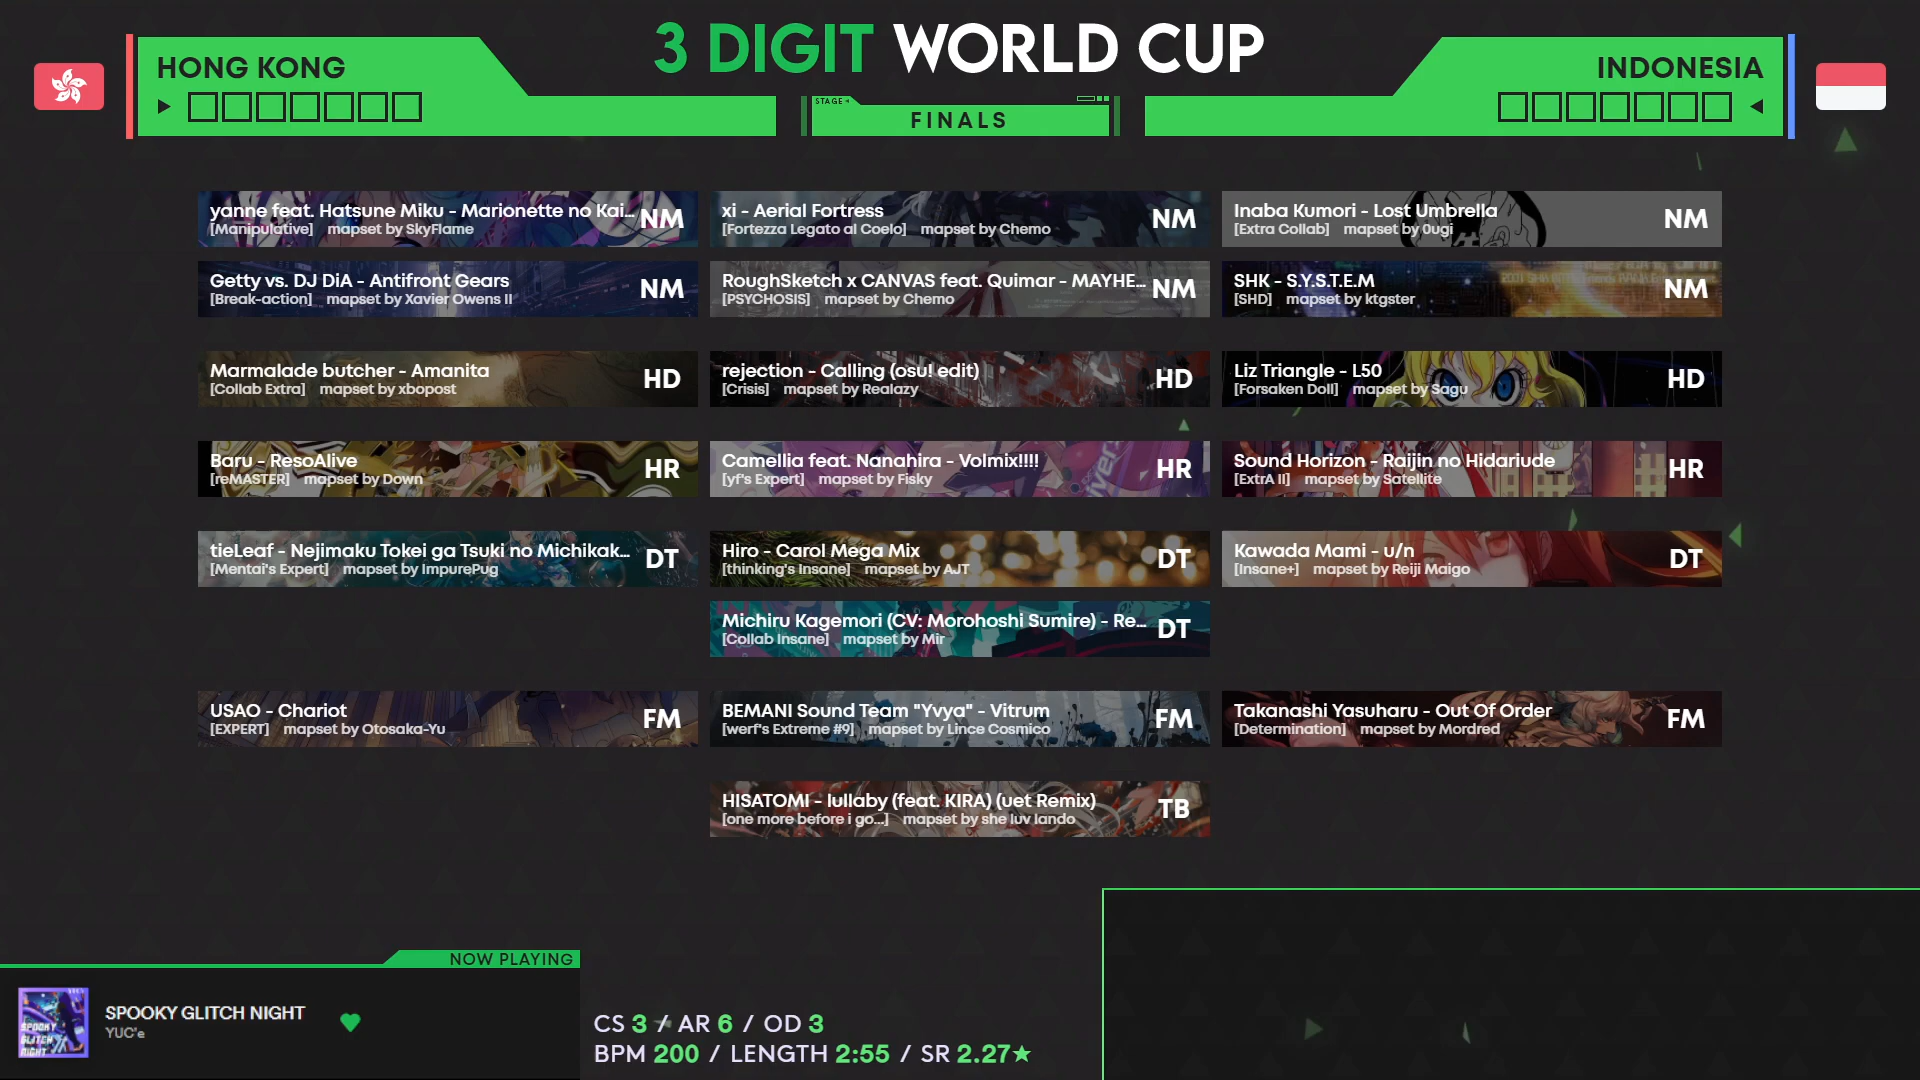 3 DIGIT WORLD CUP
HONG KONG
INDONESIA
STAGE
FINALS
yanne feat. Hatsune Miku - Marionette no Kai...
[Manipulative] mapset by SkyFlame
NM
xi - Aerial Fortress
[Fortezza Legato al Coelo] mapset by Chemo
NM
Inaba Kumori - Lost Umbrella
[Extra Collab] mapset by 0ugi
NM
Getty vs. DJ DiA - Antifront Gears
[Break-action] mapset by Xavier Owens II
NM
RoughSketch x CANVAS feat. Quimar - MAYHE...
[PSYCHOSIS] mapset by Chemo
NM
SHK - S.Y.S.T.E.M
[SHD] mapset by ktgster
NM
Marmalade butcher - Amanita
[Collab Extra] mapset by xbopost
HD
rejection - Calling (osu! edit)
[Crisis] mapset by Realazy
HD
Liz Triangle - L50
[Forsaken Doll] mapset by Sagu
HD
Baru - ResoAlive
[reMASTER] mapset by Down
HR
Camellia feat. Nanahira - Volmix!!!!
[yf's Expert] mapset by Fisky
HR
Sound Horizon - Raijin no Hidariude
[ExtrA II] mapset by Satellite
HR
tieLeaf - Nejimaku Tokei ga Tsuki no Michikak...
[Mentai's Expert] mapset by ImpurePug
DT
Hiro - Carol Mega Mix
[thinking's Insane] mapset by AJT
DT
Kawada Mami - u/n
[Insane+] mapset by Reiji Maigo
DT
Michiru Kagemori (CV: Morohoshi Sumire) - Re...
[Collab Insane] mapset by Mir
DT
USAO - Chariot
[EXPERT] mapset by Otosaka-Yu
FM
BEMANI Sound Team "Yvya" - Vitrum
[werf's Extreme #9] mapset by Lince Cosmico
FM
Takanashi Yasuharu - Out Of Order
[Determination] mapset by Mordred
FM
HISATOMI - lullaby (feat. KIRA) (uet Remix)
[one more before i go...] mapset by she luv lando
TB
NOW PLAYING
SPOOKY GLITCH NIGHT
YUC'e
SPOOKY
GLITCH
NIGHT
CS 3 / AR 6 / OD 3
BPM 200 / LENGTH 2:55 / SR 2.27★